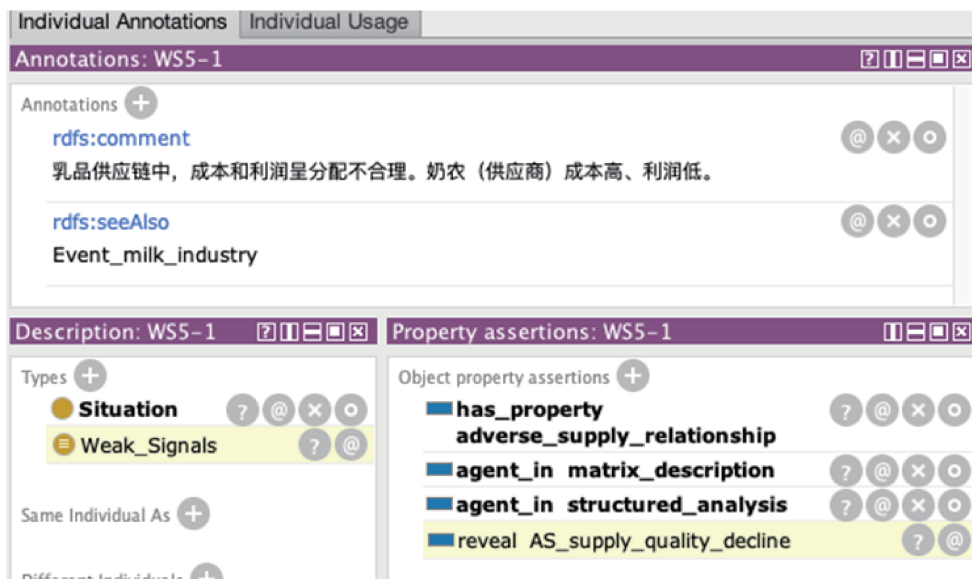 Individual Annotations Individual Usage
Annotations: WS5-1
Annotations
rdfs:comment
乳品供应链中，成本和利润呈分配不合理。奶农（供应商）成本高、利润低。
rdfs:seeAlso
Event_milk_industry
Description: WS5-1
Property assertions: WS5-1
Types
Situation
Weak_Signals
Same Individual As
Different Individuals
Object property assertions
has_property
adverse_supply_relationship
agent_in matrix_description
agent_in structured_analysis
reveal AS_supply_quality_decline